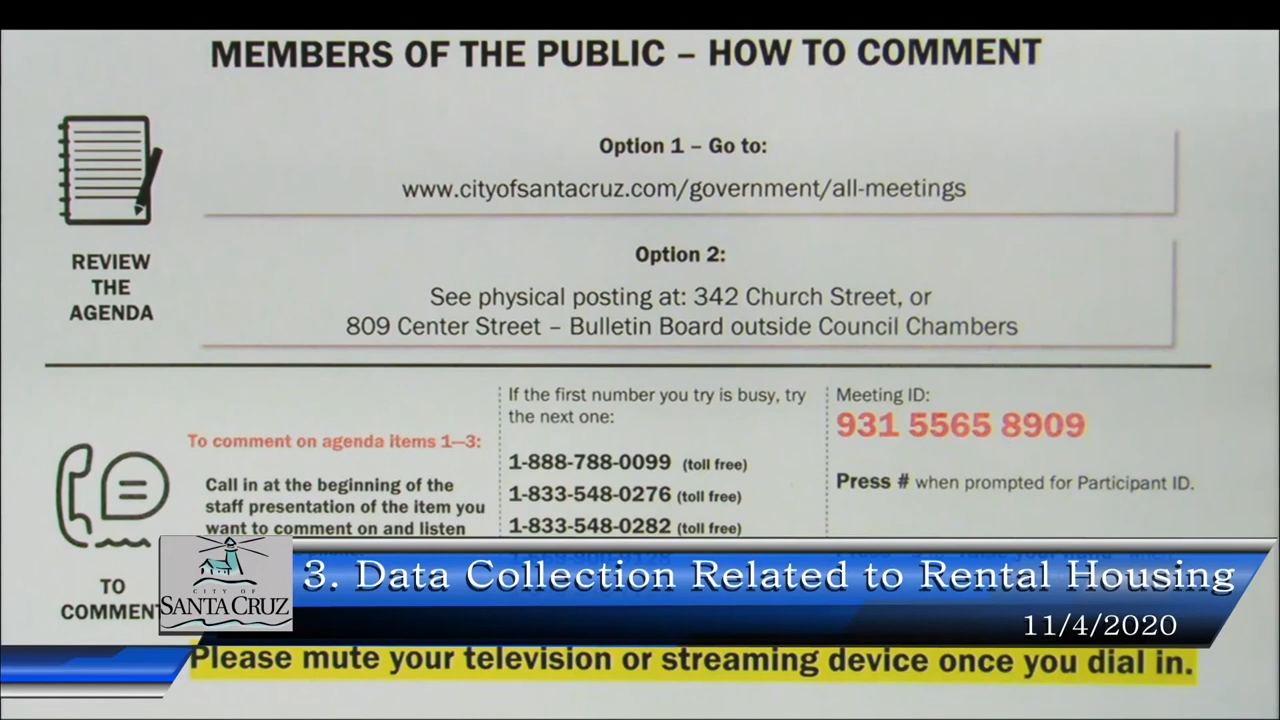 MEMBERS OF THE PUBLIC – HOW TO COMMENT
Option 1 – Go to:
www.cityofsantacruz.com/government/all-meetings
REVIEW
THE
AGENDA
Option 2:
See physical posting at: 342 Church Street, or
809 Center Street – Bulletin Board outside Council Chambers
To comment on agenda items 1—3:
Call in at the beginning of the
staff presentation of the item you
want to comment on and listen
If the first number you try is busy, try
the next one:
1-888-788-0099 (toll free)
1-833-548-0276 (toll free)
1-833-548-0282 (toll free)
Meeting ID:
931 5565 8909
Press # when prompted for Participant ID.
TO
COMMENT
CITY OF
SANTA CRUZ
3. Data Collection Related to Rental Housing
11/4/2020
Please mute your television or streaming device once you dial in.